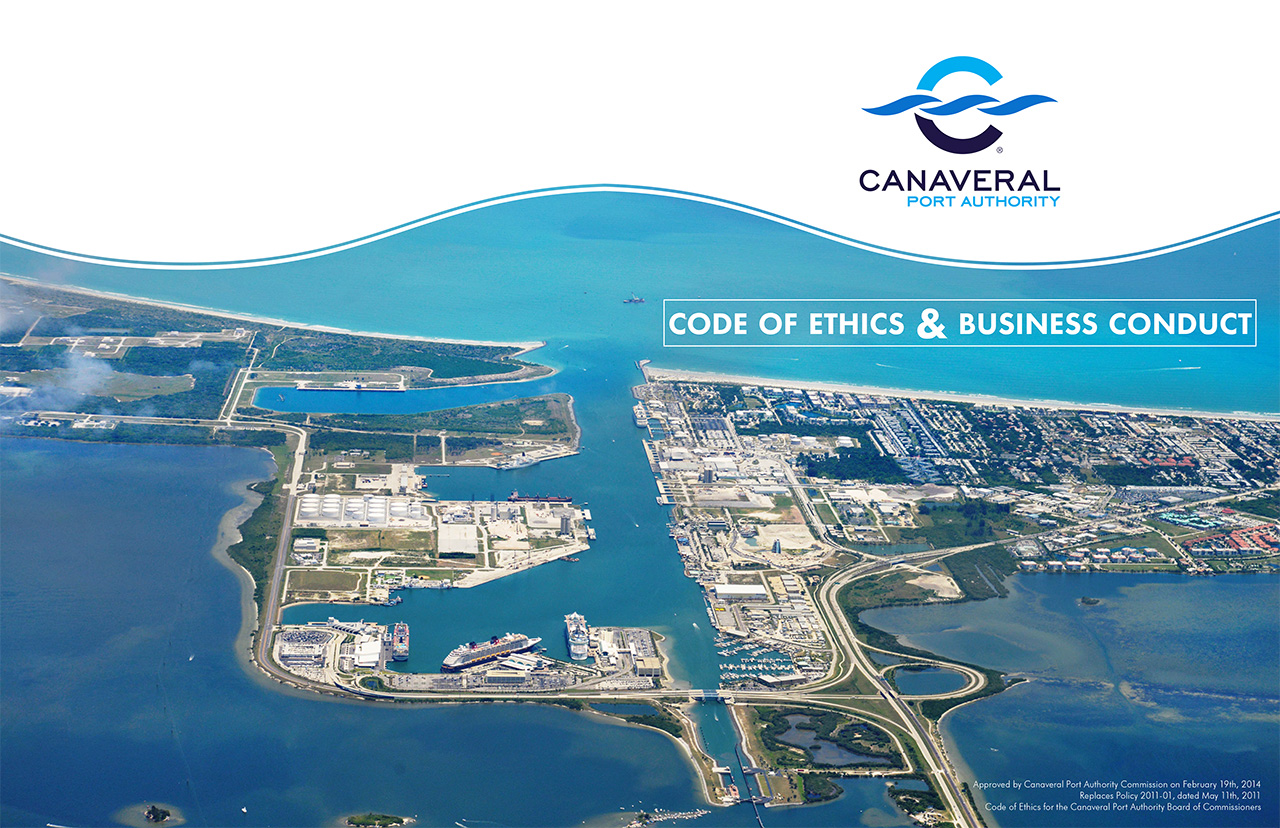 ®
CANAVERAL
PORT AUTHORITY
CODE OF ETHICS & BUSINESS CONDUCT
Approved by Canaveral Port Authority Commission on February 19th, 2014
Replaces Policy 2011-01, dated May 11th, 2011
Code of Ethics for the Canaveral Port Authority Board of Commissioners